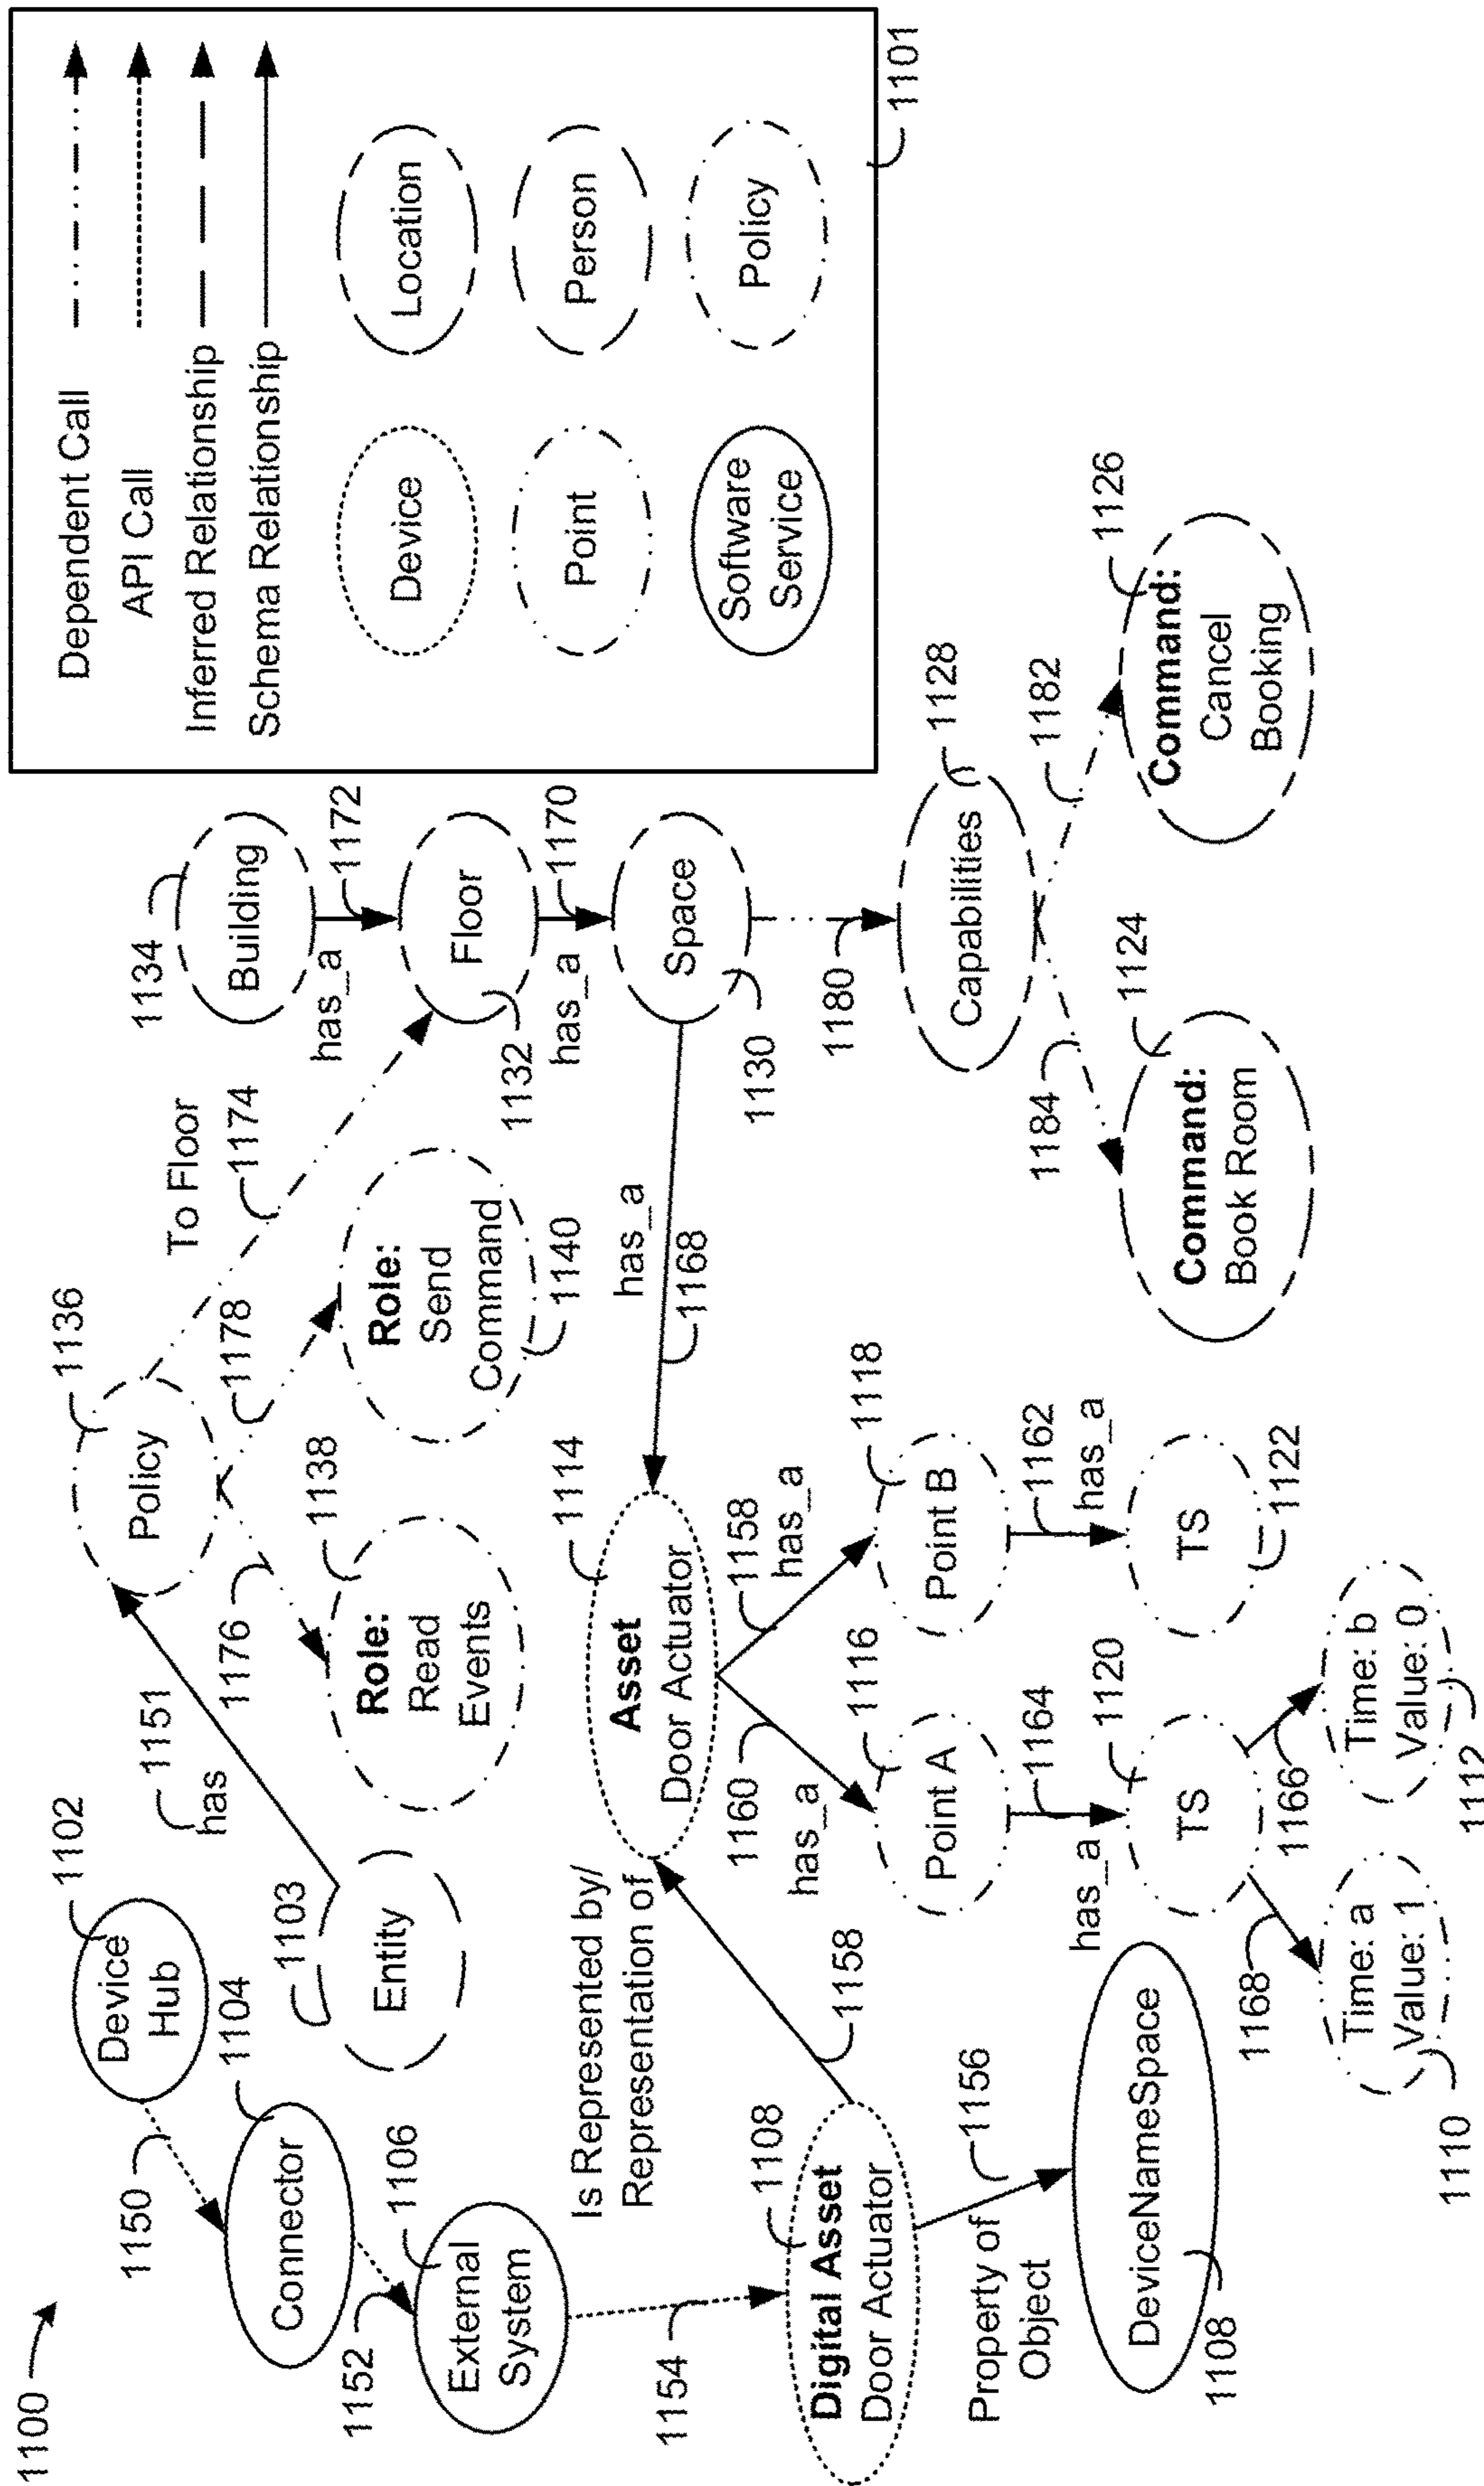 1100
Device
Hub
1102
1150
Connector
1104
1152
External
System
1106
1154
Digital Asset
Door Actuator
1108
Property of
Object
1156
DeviceNameSpace
1108
Is Represented by/
Representation of
1158
Entity
1103
has
1151
Policy
1136
1176
1178
Role:
Read
Events
1138
Role:
Send
Command
1140
To Floor
1174
Building
1134
has_a
1172
Floor
1132
has_a
1170
Space
1130
has_a
1168
Asset
Door Actuator
1114
1160
has_a
1158
has_a
Point A
1116
Point B
1118
has_a
1164
1162
has_a
TS
1120
TS
1122
1168
1166
Time: a
Value: 1
1110
Time: b
Value: 0
1112
1180
Capabilities
1128
1184
1182
Command:
Book Room
1124
Command:
Cancel
Booking
1126
Dependent Call
API Call
Inferred Relationship
Schema Relationship
Device
Location
Point
Person
Software
Service
Policy
1101